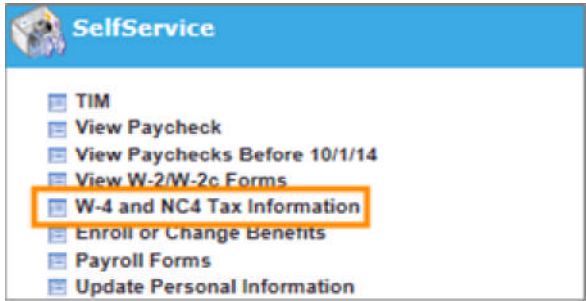 SelfService
TIM
View Paycheck
View Paychecks Before 10/1/14
View W-2/W-2c Forms
W-4 and NC4 Tax Information
Enroll or Change Benefits
Payroll Forms
Update Personal Information